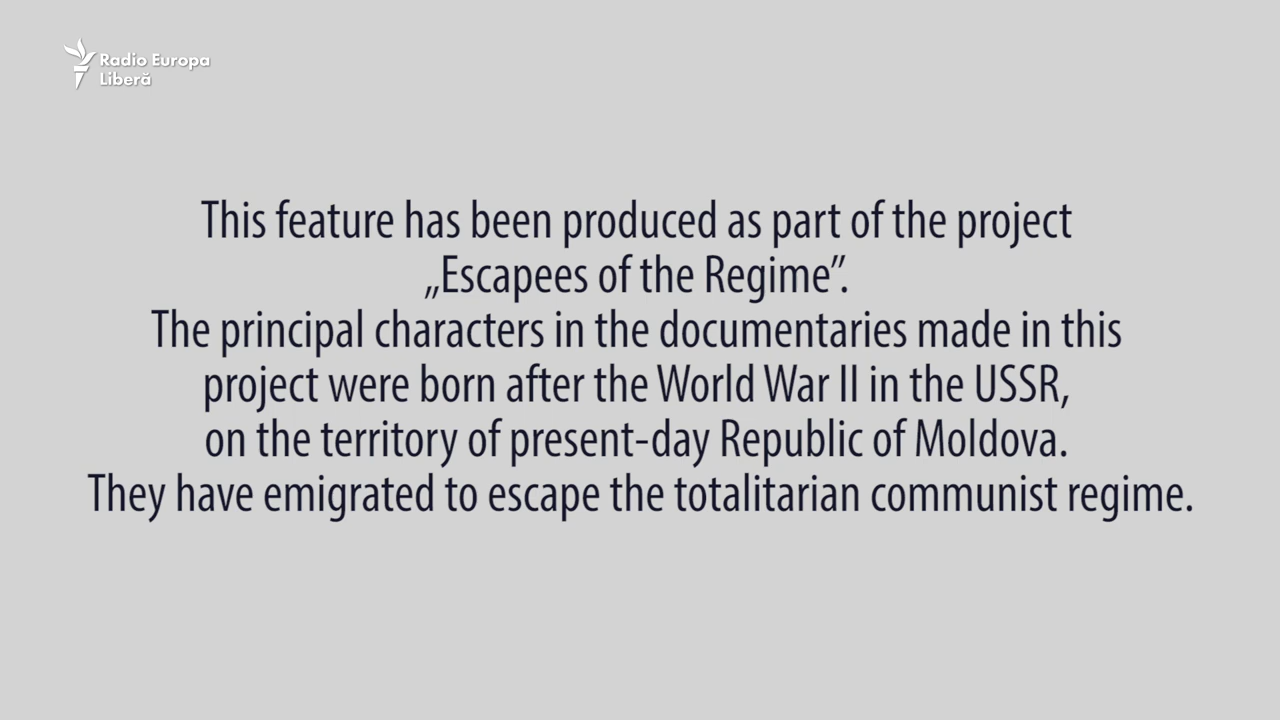 Radio Europa
Liberă
This feature has been produced as part of the project
„Escapees of the Regime”.
The principal characters in the documentaries made in this
project were born after the World War II in the USSR,
on the territory of present-day Republic of Moldova.
They have emigrated to escape the totalitarian communist regime.